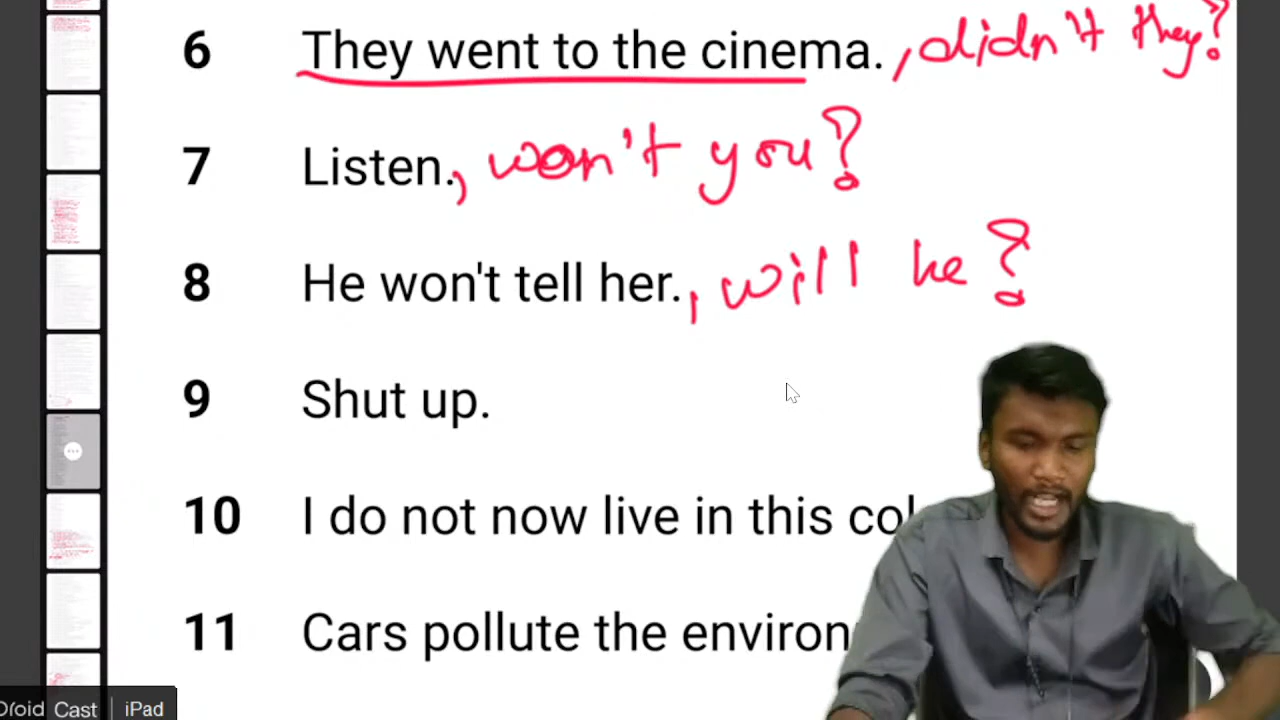 6 They went to the cinema. , didn't they?
7 Listen. , won't you?
8 He won't tell her. , will he?
9 Shut up.
10 I do not now live in this col
11 Cars pollute the environ
Droid Cast iPad